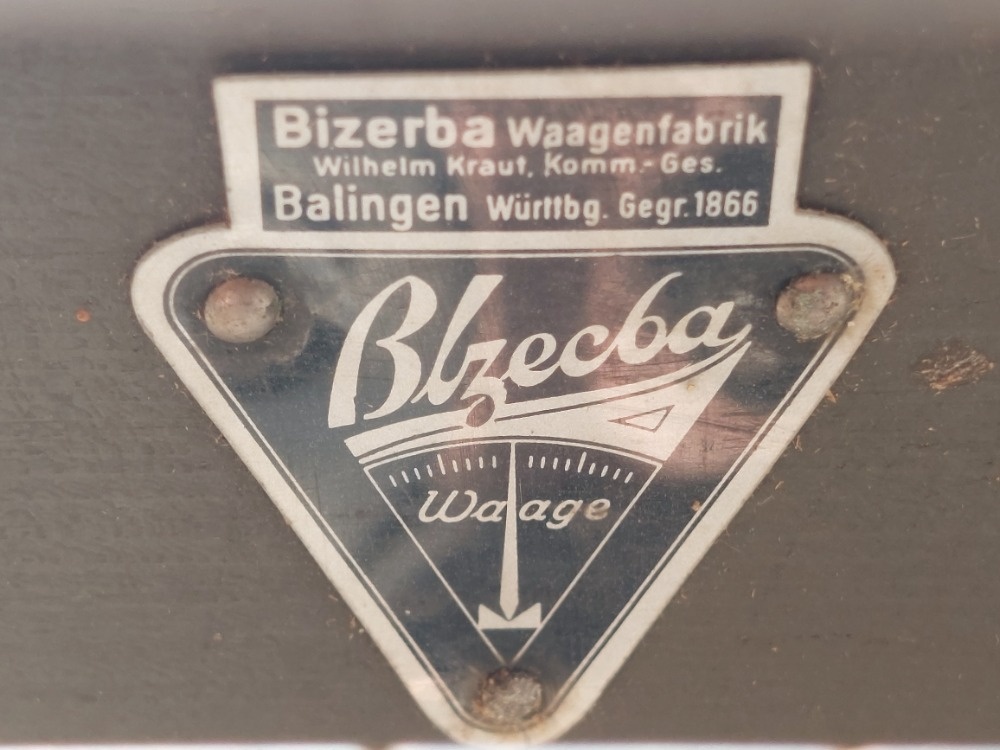 Bizerba Waagenfabrik
Wilhelm Kraut, Komm.-Ges.
Balingen Württbg. Gegr. 1866
Bizerba
Waage